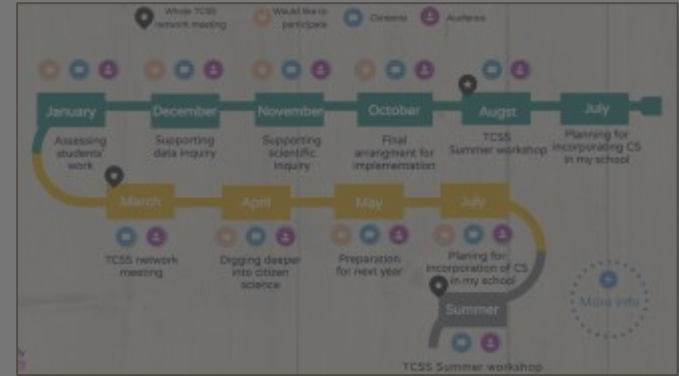 Whole TCSS
network meeting
Would like to
participate
Contents
Audience
January
December
November
October
Augst
July
Assessing
students'
work
Supporting
data inquiry
Supporting
scientific
inquiry
Final
arrangment for
implementation
TCSS
Summer workshop
Planning for
incorporating CS
in my school
March
April
May
July
TCSS network
meeting
Digging deeper
into citizen
science
Preparation
for next year
Planing for
incorporation of CS
in my school
More info
Summer
TCSS Summer workshop